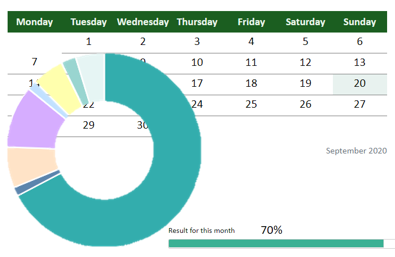 Monday Tuesday Wednesday Thursday Friday Saturday Sunday
1 2 3 4 5 6
7 10 11 12 13
17 18 19 20
22 24 25 26 27
29 30
September 2020
Result for this month 70%